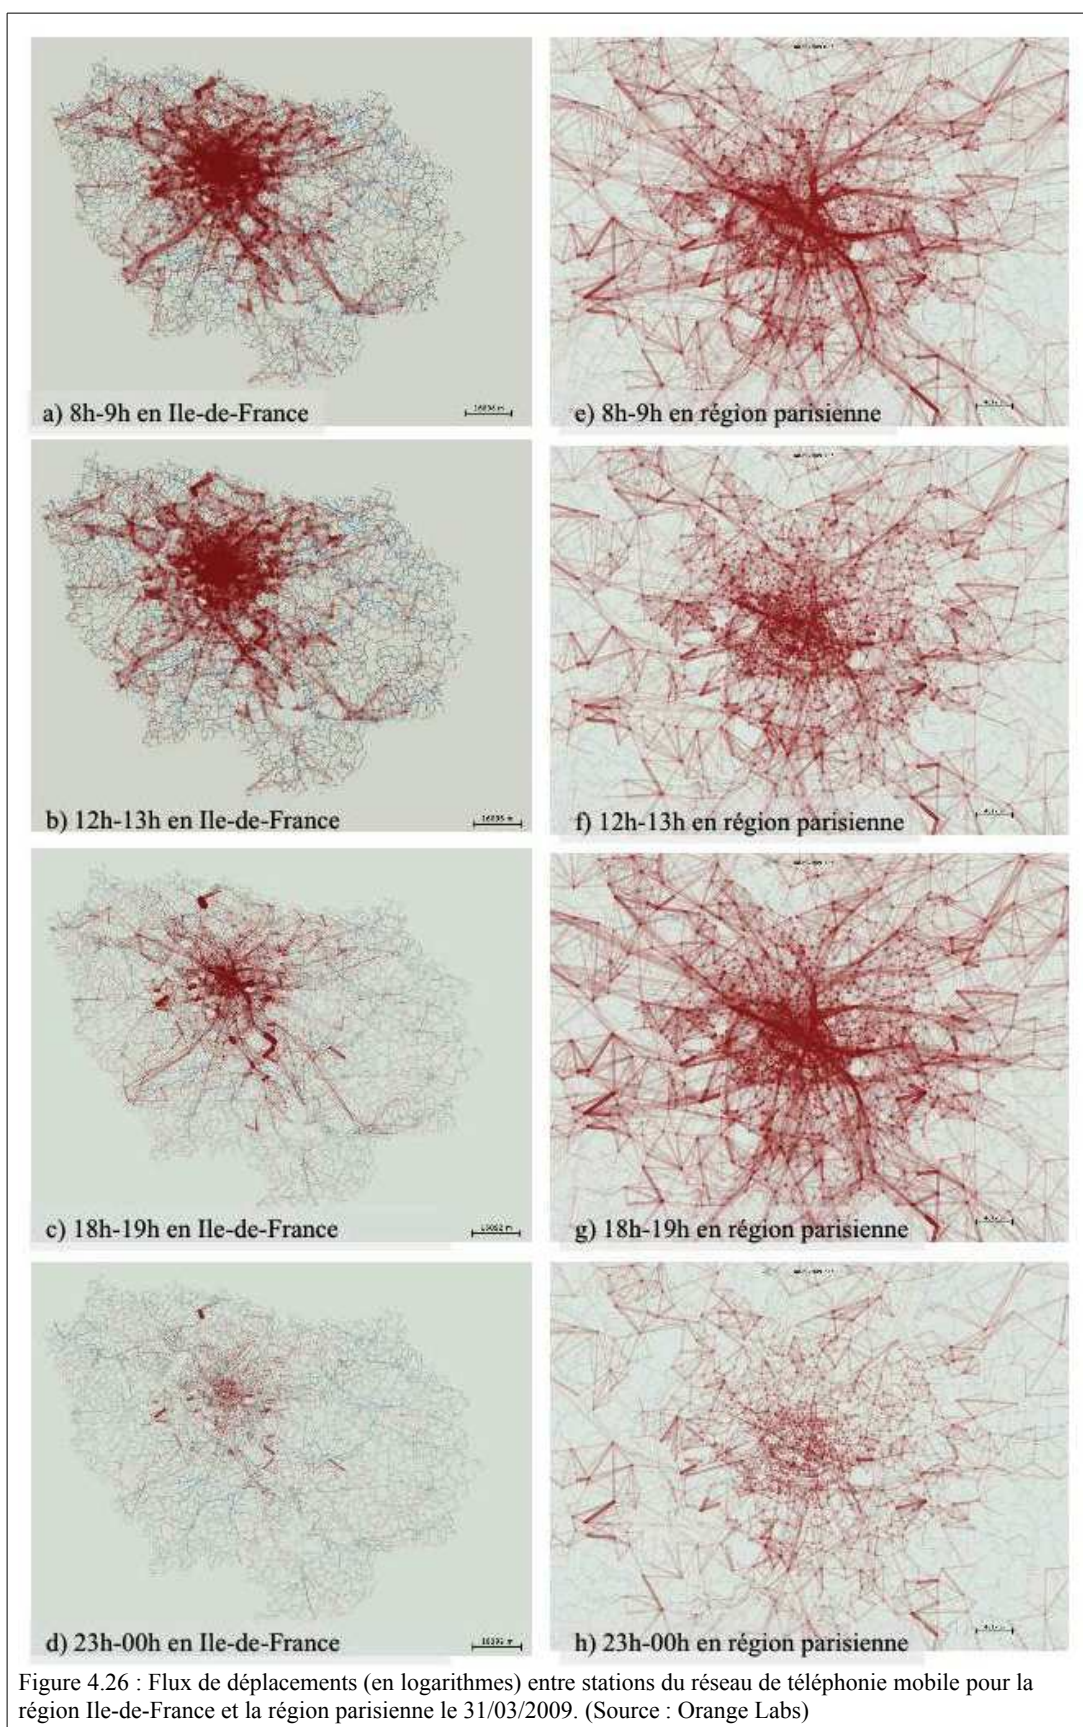 a) 8h-9h en Ile-de-France
e) 8h-9h en région parisienne
b) 12h-13h en Ile-de-France
f) 12h-13h en région parisienne
c) 18h-19h en Ile-de-France
g) 18h-19h en région parisienne
d) 23h-00h en Ile-de-France
h) 23h-00h en région parisienne
Figure 4.26 : Flux de déplacements (en logarithmes) entre stations du réseau de téléphonie mobile pour la
région Ile-de-France et la région parisienne le 31/03/2009. (Source : Orange Labs)